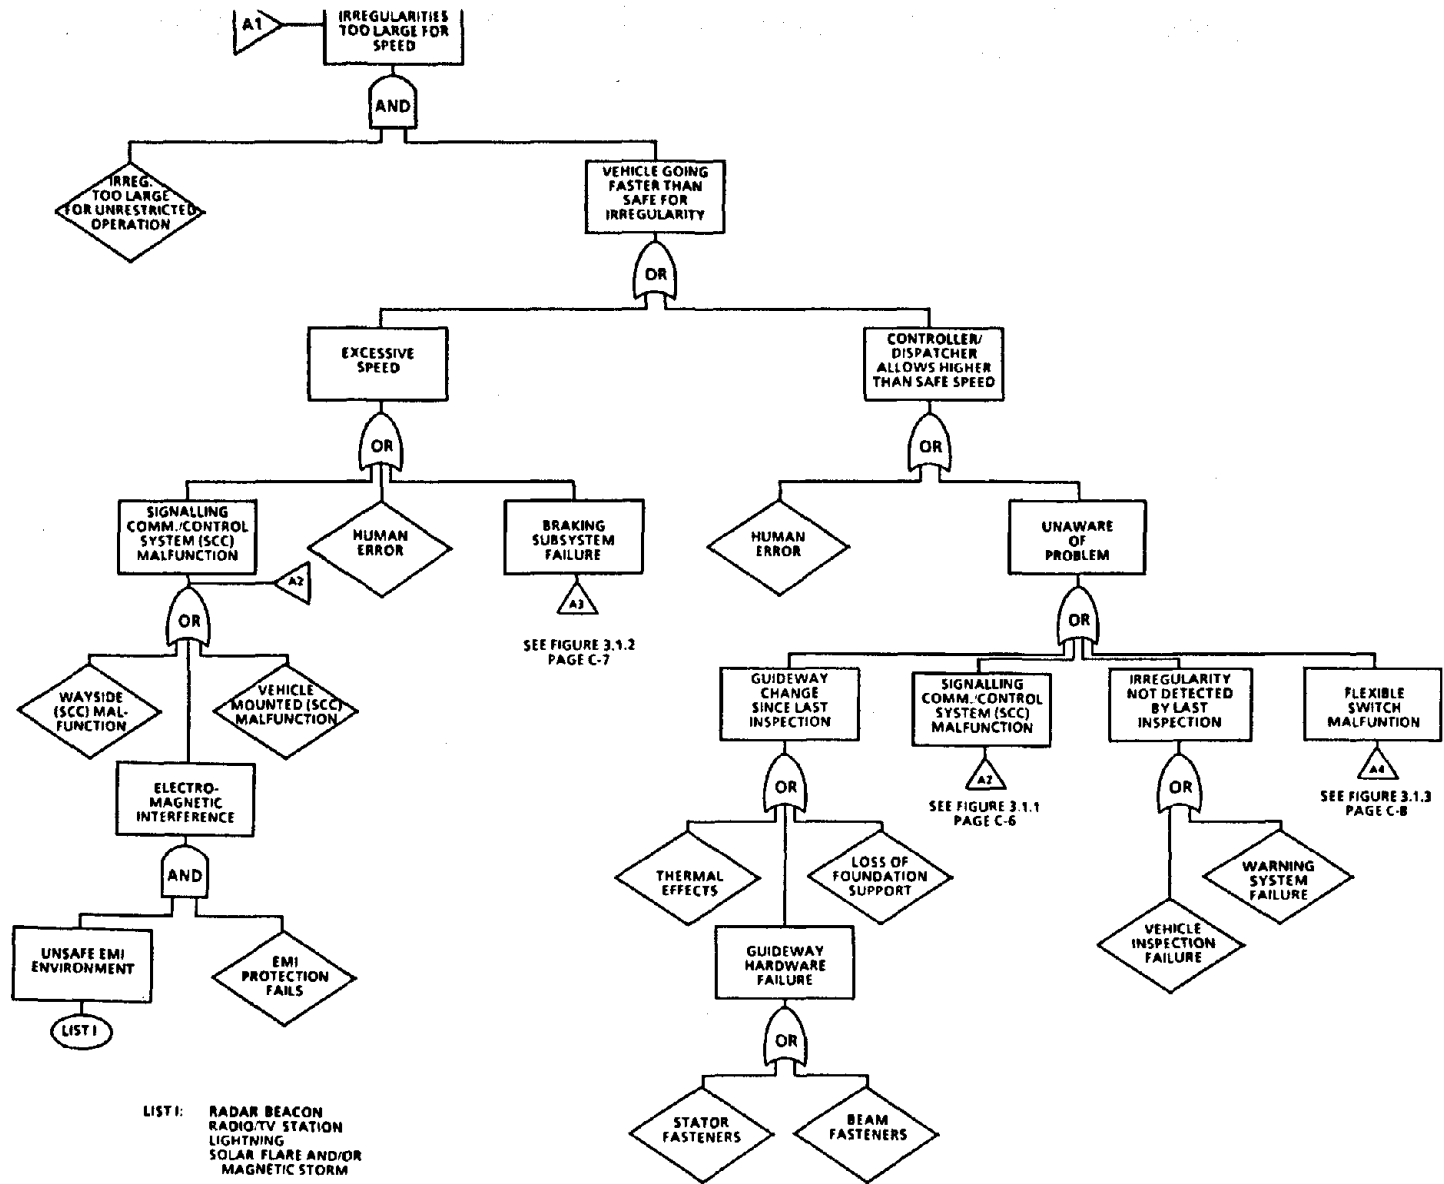 A1
IRREGULARITIES
TOO LARGE FOR
SPEED
AND
IRREG.
TOO LARGE
FOR UNRESTRICTED
OPERATION
VEHICLE GOING
FASTER THAN
SAFE FOR
IRREGULARITY
OR
EXCESSIVE
SPEED
CONTROLLER/
DISPATCHER
ALLOWS HIGHER
THAN SAFE SPEED
OR
OR
SIGNALLING
COMM./CONTROL
SYSTEM (SCC)
MALFUNCTION
HUMAN
ERROR
BRAKING
SUBSYSTEM
FAILURE
HUMAN
ERROR
UNAWARE
OF
PROBLEM
A2
A3
SEE FIGURE 3.1.2
PAGE C-7
OR
OR
WAYSIDE
(SCC) MAL-
FUNCTION
VEHICLE
MOUNTED (SCC)
MALFUNCTION
GUIDEWAY
CHANGE
SINCE LAST
INSPECTION
SIGNALLING
COMM./CONTROL
SYSTEM (SCC)
MALFUNCTION
IRREGULARITY
NOT DETECTED
BY LAST
INSPECTION
FLEXIBLE
SWITCH
MALFUNTION
A2
SEE FIGURE 3.1.1
PAGE C-6
A4
SEE FIGURE 3.1.3
PAGE C-8
ELECTRO-
MAGNETIC
INTERFERENCE
OR
OR
AND
THERMAL
EFFECTS
LOSS OF
FOUNDATION
SUPPORT
WARNING
SYSTEM
FAILURE
VEHICLE
INSPECTION
FAILURE
UNSAFE EMI
ENVIRONMENT
EMI
PROTECTION
FAILS
GUIDEWAY
HARDWARE
FAILURE
LIST I
OR
STATOR
FASTENERS
BEAM
FASTENERS
LIST I: RADAR BEACON
RADIO/TV STATION
LIGHTNING
SOLAR FLARE AND/OR
MAGNETIC STORM